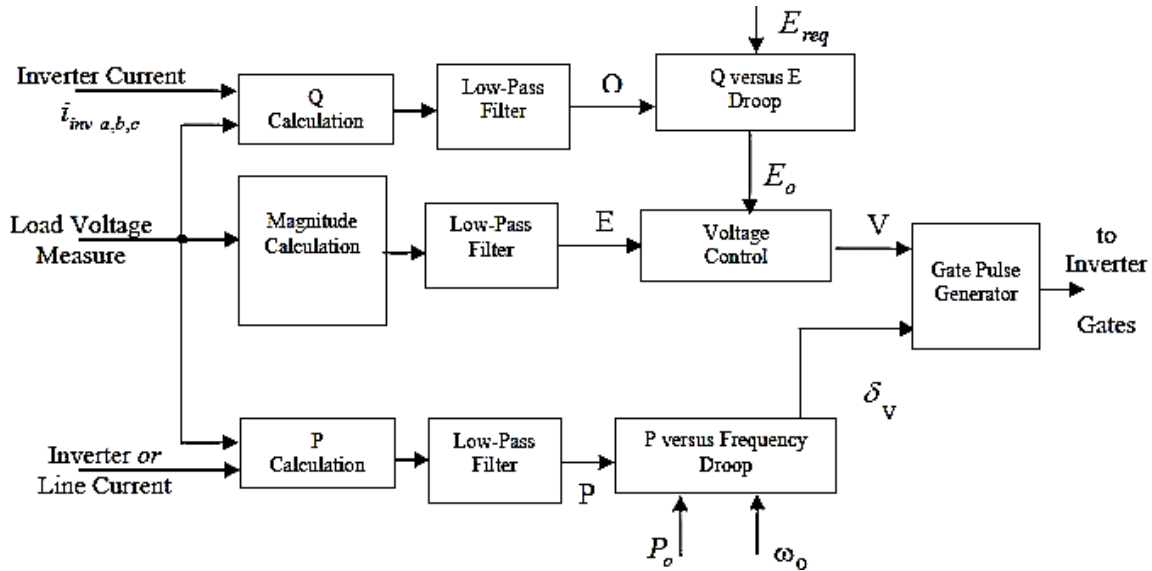 E_req
Inverter Current
i_inv a,b,c
Q
Calculation
Low-Pass
Filter
Q
Q versus E
Droop
E_o
Load Voltage
Measure
Magnitude
Calculation
Low-Pass
Filter
E
Voltage
Control
V
Gate Pulse
Generator
to
Inverter
Gates
δ_V
Inverter or
Line Current
P
Calculation
Low-Pass
Filter
P
P versus Frequency
Droop
P_o
ω_o